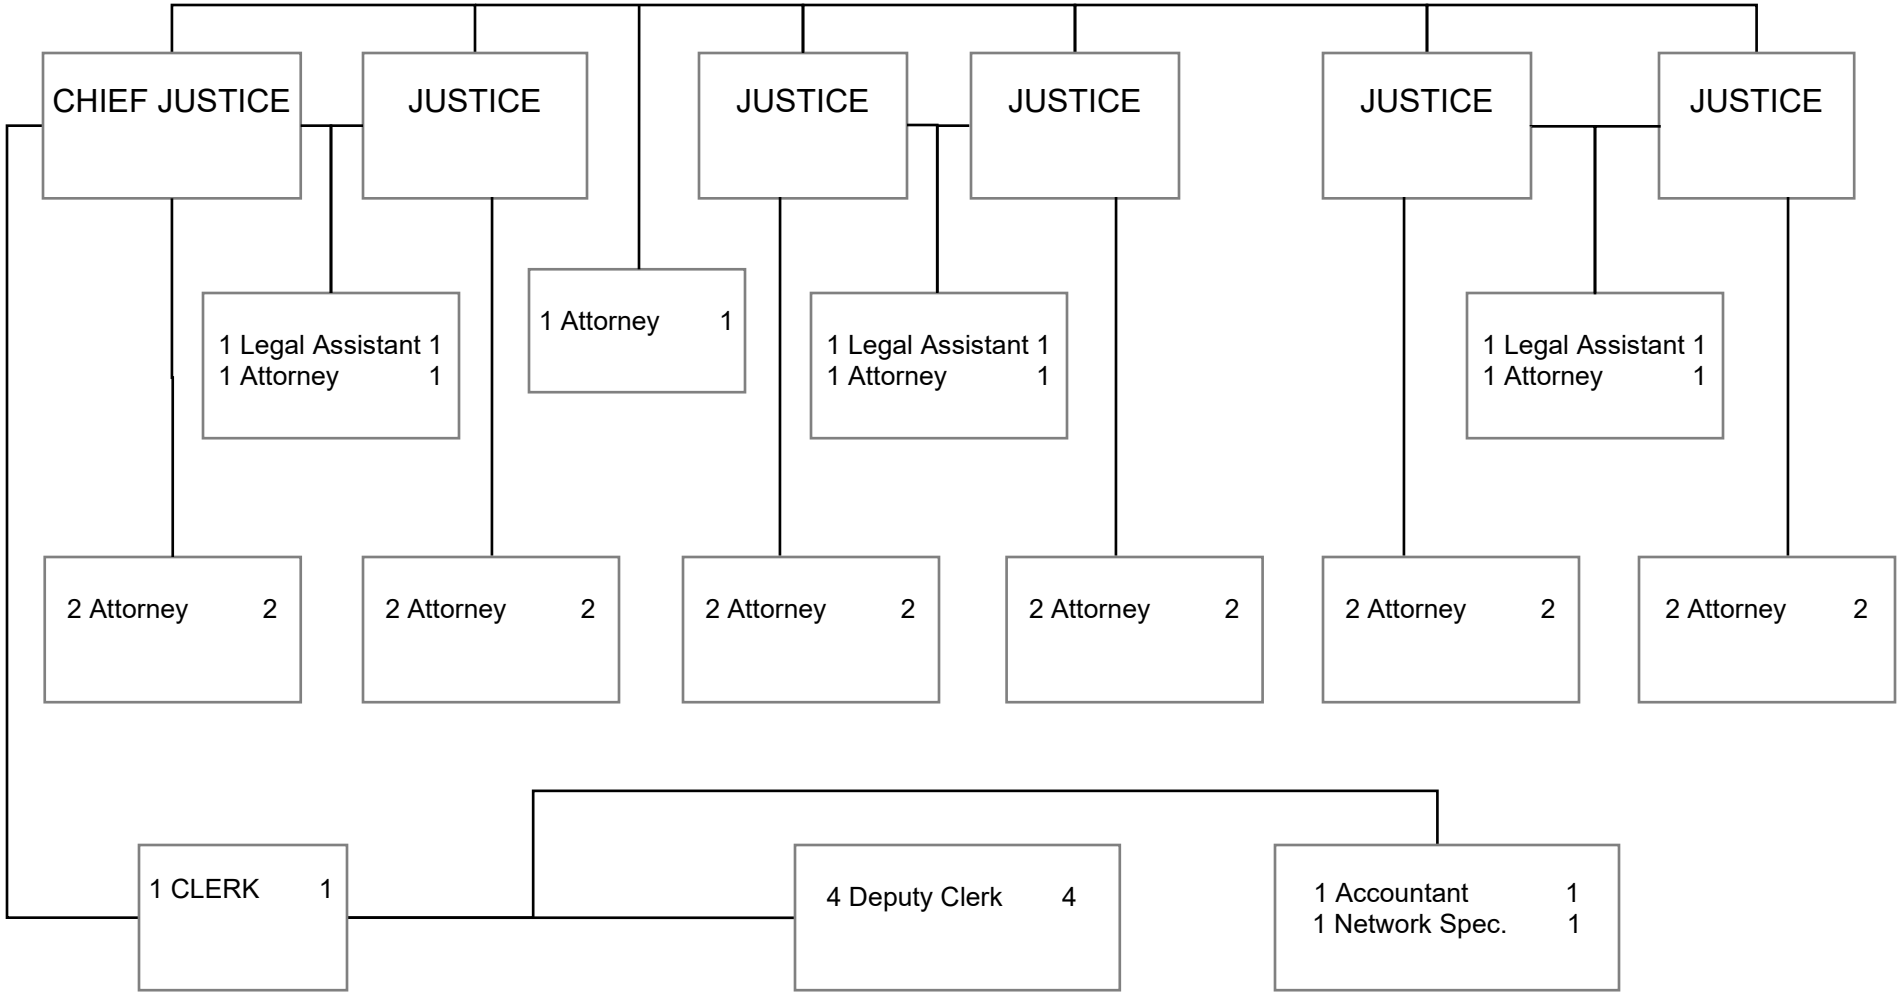 CHIEF JUSTICE
JUSTICE
JUSTICE
JUSTICE
JUSTICE
JUSTICE
1 Legal Assistant 1
1 Attorney 1
1 Attorney 1
1 Legal Assistant 1
1 Attorney 1
1 Legal Assistant 1
1 Attorney 1
2 Attorney 2
2 Attorney 2
2 Attorney 2
2 Attorney 2
2 Attorney 2
2 Attorney 2
1 CLERK 1
4 Deputy Clerk 4
1 Accountant 1
1 Network Spec. 1